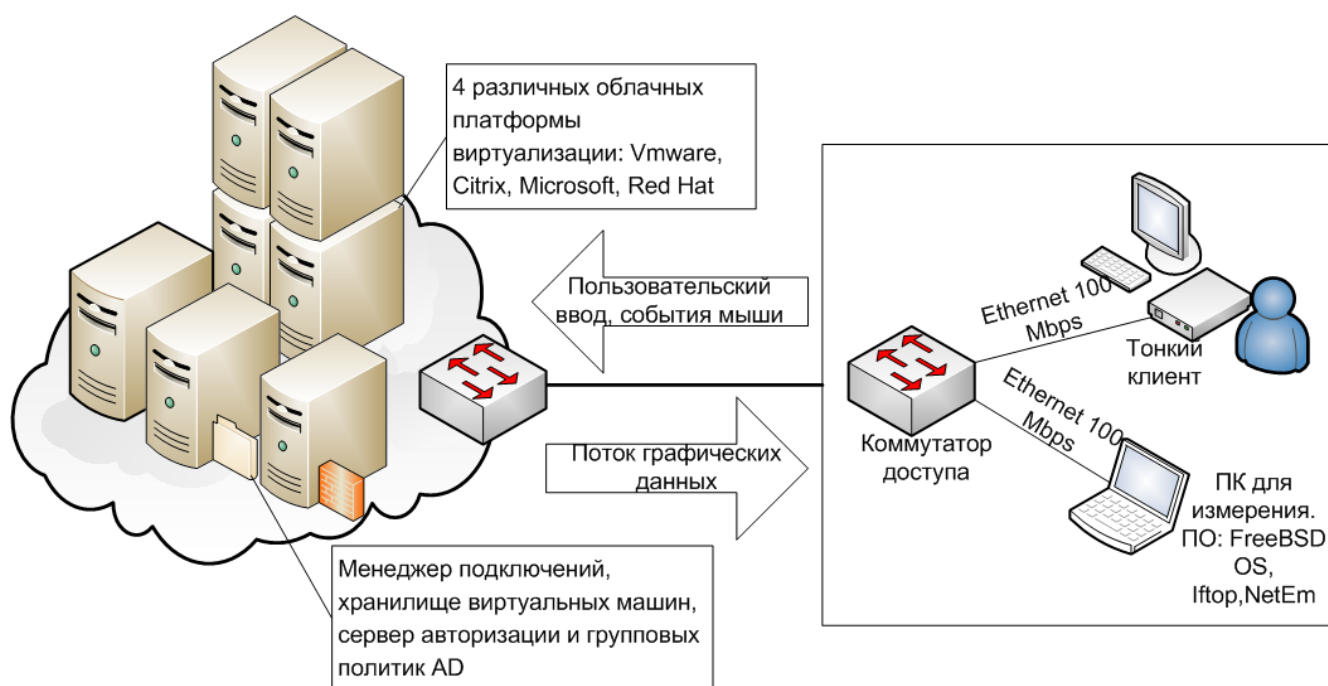 4 различных облачных
платформы
виртуализации: Vmware,
Citrix, Microsoft, Red Hat
Пользовательский
ввод, события мыши
Поток графических
данных
Менеджер подключений,
хранилище виртуальных машин,
сервер авторизации и групповых
политик AD
Ethernet 100
Mbps
Тонкий
клиент
Ethernet 100
Mbps
Коммутатор
доступа
ПК для
измерения.
ПО: FreeBSD
OS,
Iftop,NetEm